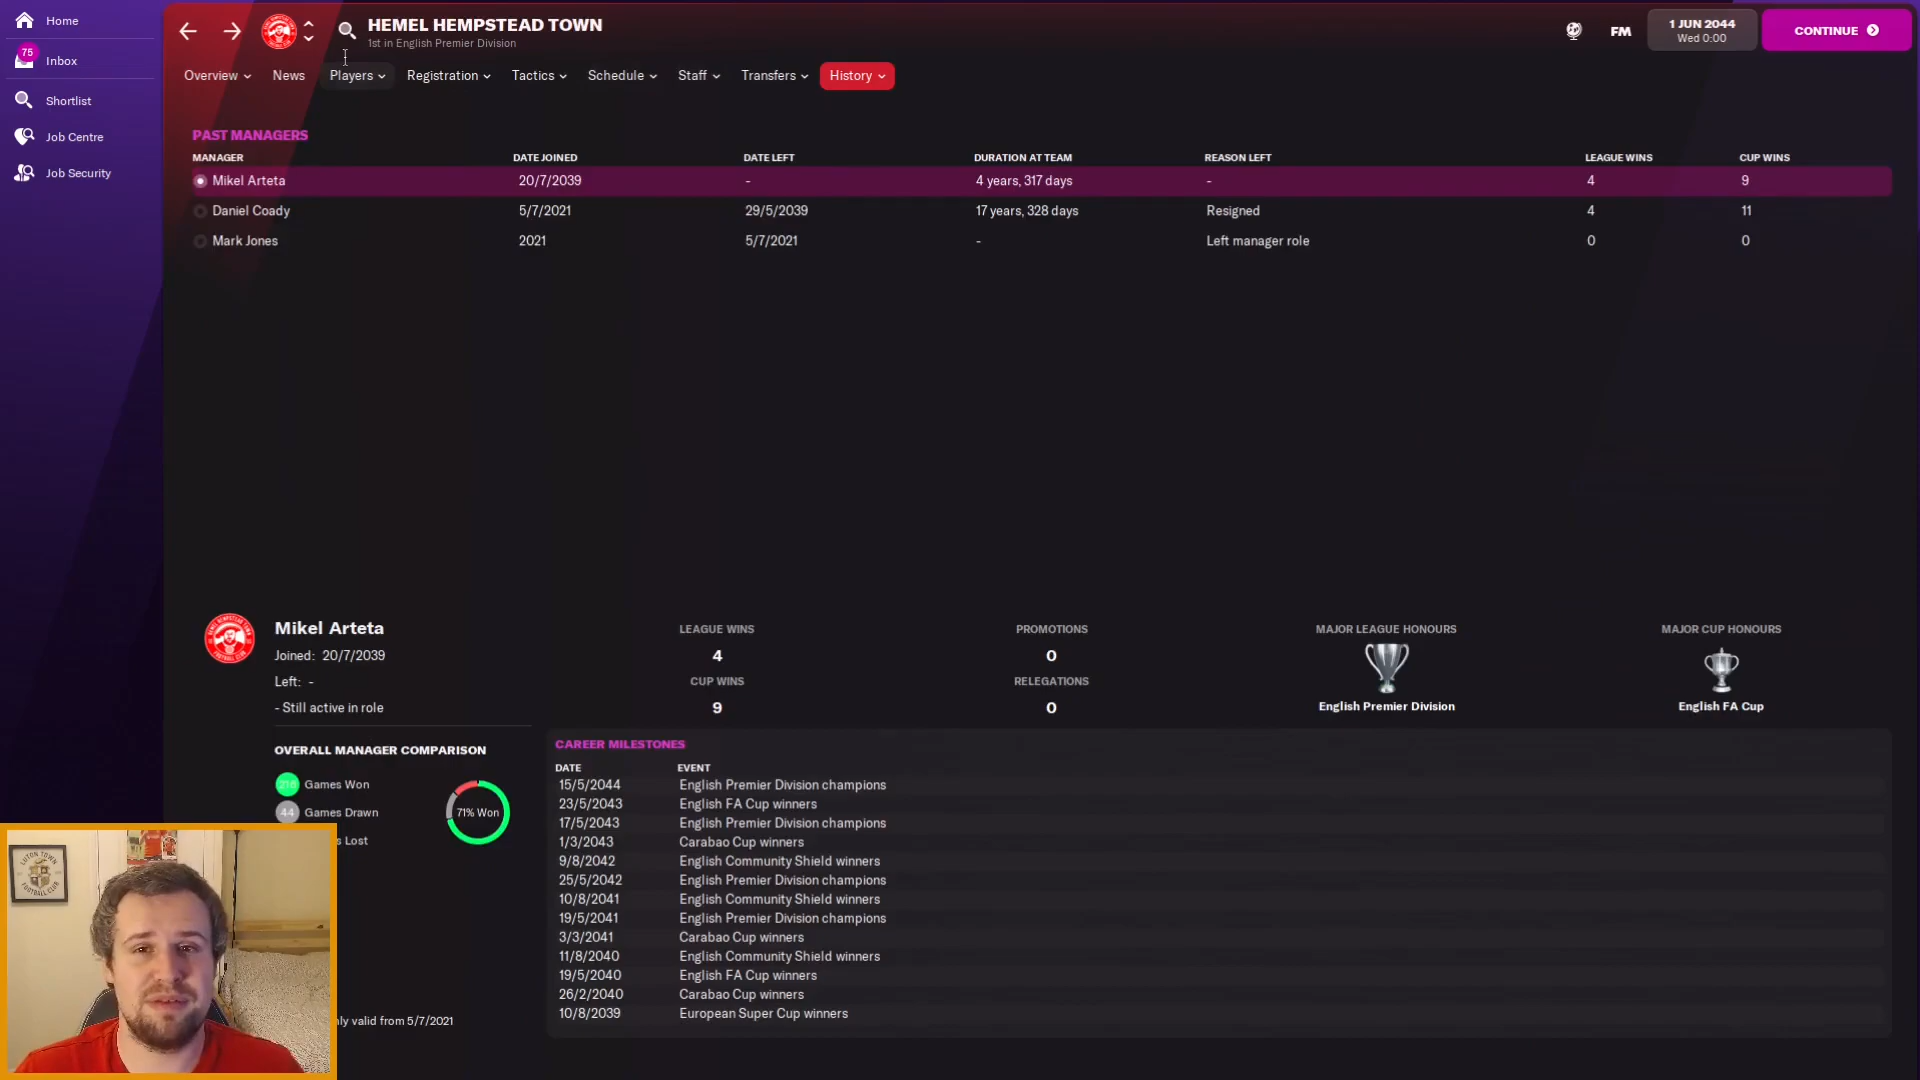 Home
75
Inbox
Shortlist
Job Centre
Job Security
HEMEL HEMPSTEAD TOWN
1st in English Premier Division
FM
1 JUN 2044
Wed 0:00
CONTINUE
Overview
News
Players
Registration
Tactics
Schedule
Staff
Transfers
History
PAST MANAGERS
MANAGER DATE JOINED DATE LEFT DURATION AT TEAM REASON LEFT LEAGUE WINS CUP WINS
Mikel Arteta 20/7/2039 - 4 years, 317 days - 4 9
Daniel Coady 5/7/2021 29/5/2039 17 years, 328 days Resigned 4 11
Mark Jones 2021 5/7/2021 - Left manager role 0 0
Mikel Arteta
Joined: 20/7/2039
Left: -
- Still active in role
LEAGUE WINS
4
CUP WINS
9
PROMOTIONS
0
RELEGATIONS
0
MAJOR LEAGUE HONOURS
English Premier Division
MAJOR CUP HONOURS
English FA Cup
OVERALL MANAGER COMPARISON
Games Won
44 Games Drawn
s Lost
71% Won
nly valid from 5/7/2021
CAREER MILESTONES
DATE EVENT
15/5/2044 English Premier Division champions
23/5/2043 English FA Cup winners
17/5/2043 English Premier Division champions
1/3/2043 Carabao Cup winners
9/8/2042 English Community Shield winners
25/5/2042 English Premier Division champions
10/8/2041 English Community Shield winners
19/5/2041 English Premier Division champions
3/3/2041 Carabao Cup winners
11/8/2040 English Community Shield winners
19/5/2040 English FA Cup winners
26/2/2040 Carabao Cup winners
10/8/2039 European Super Cup winners
LUTON TOWN
FOOTBALL CLUB